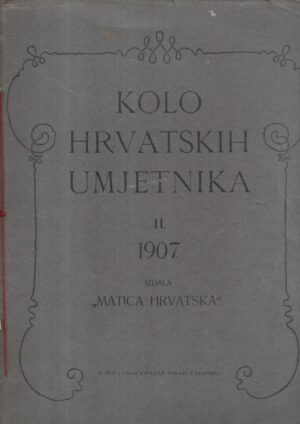 KOLO
HRVATSKIH
UMJETNIKA
II.
1907.
IZDALA
„MATICA HRVATSKA“.